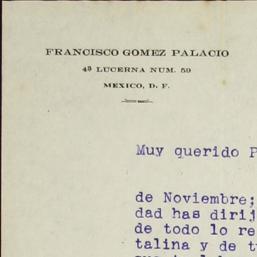 FRANCISCO GOMEZ PALACIO
4ª LUCERNA NUM. 59
MEXICO, D. F.
Muy querido P
de Noviembre;
dad has dirij
de todo lo re
talina y de t